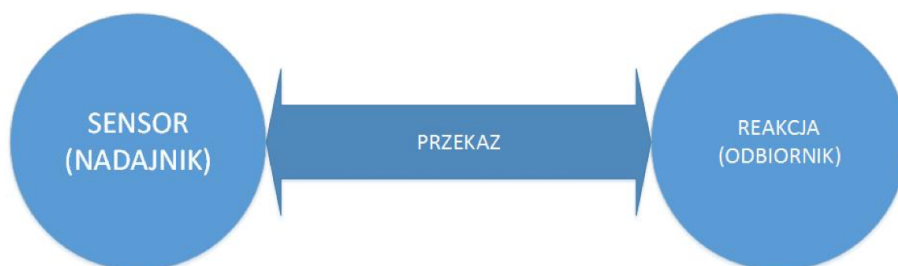 SENSOR
(NADAJNIK)
PRZEKAZ
REAKCJA
(ODBIORNIK)